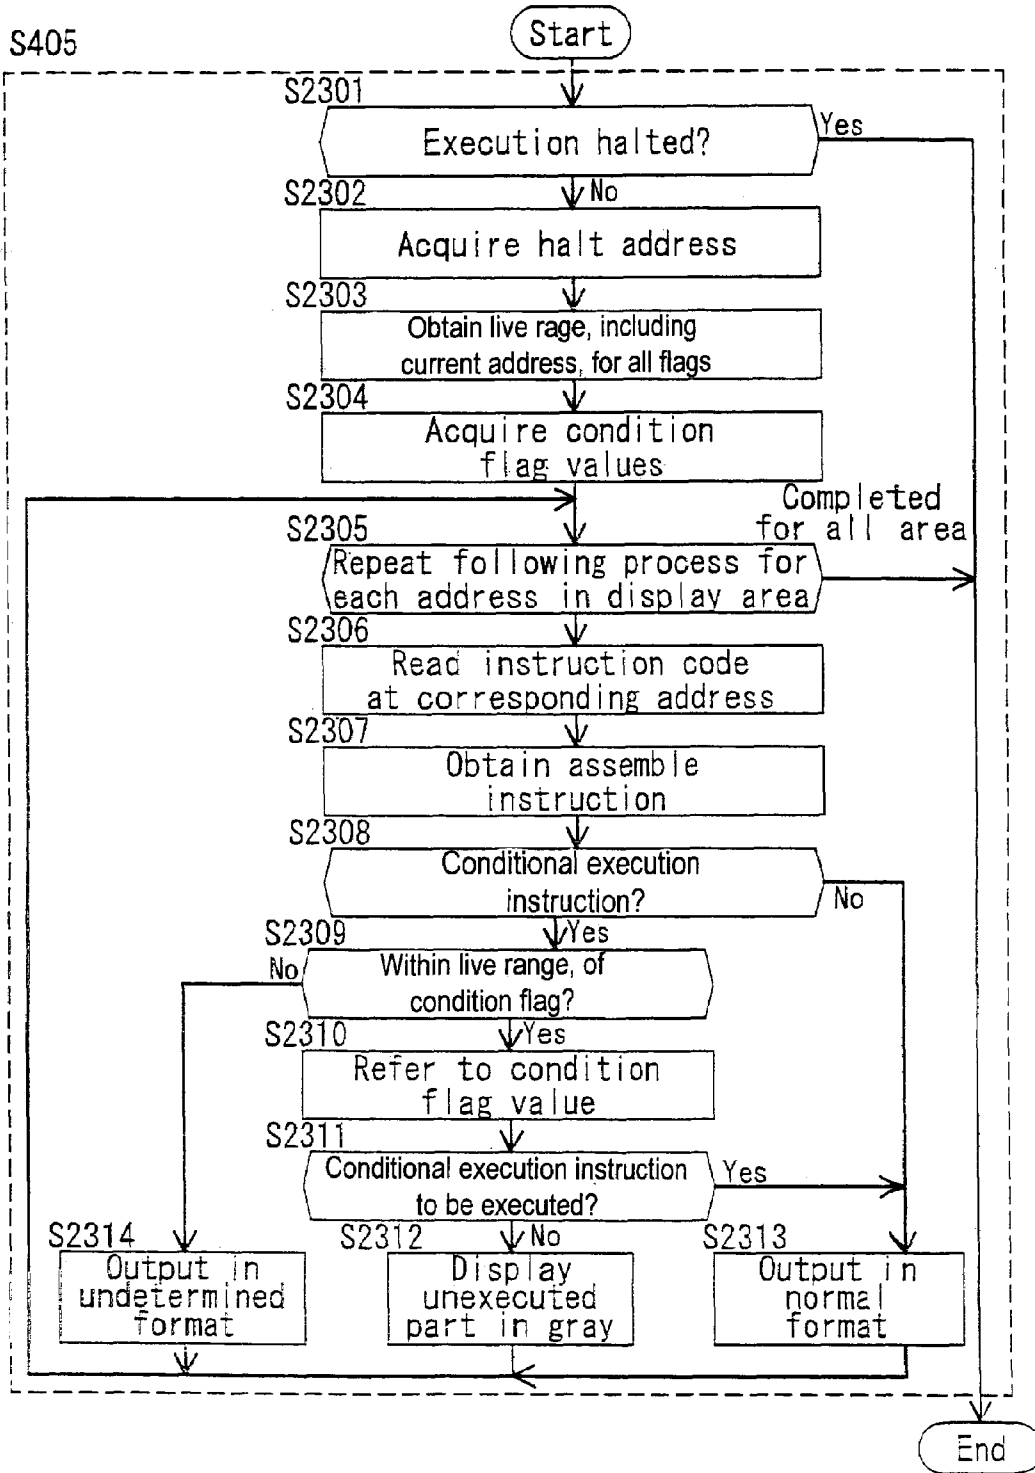 S405
Start
S2301
Execution halted?
Yes
No
S2302
Acquire halt address
S2303
Obtain live rage, including
current address, for all flags
S2304
Acquire condition
flag values
Completed
for all area
S2305
Repeat following process for
each address in display area
S2306
Read instruction code
at corresponding address
S2307
Obtain assemble
instruction
S2308
Conditional execution
instruction?
No
Yes
S2309
No
Within live range, of
condition flag?
Yes
S2310
Refer to condition
flag value
S2311
Conditional execution instruction
to be executed?
Yes
No
S2314
Output in
undetermined
format
S2312
Display
unexecuted
part in gray
S2313
Output in
normal
format
End